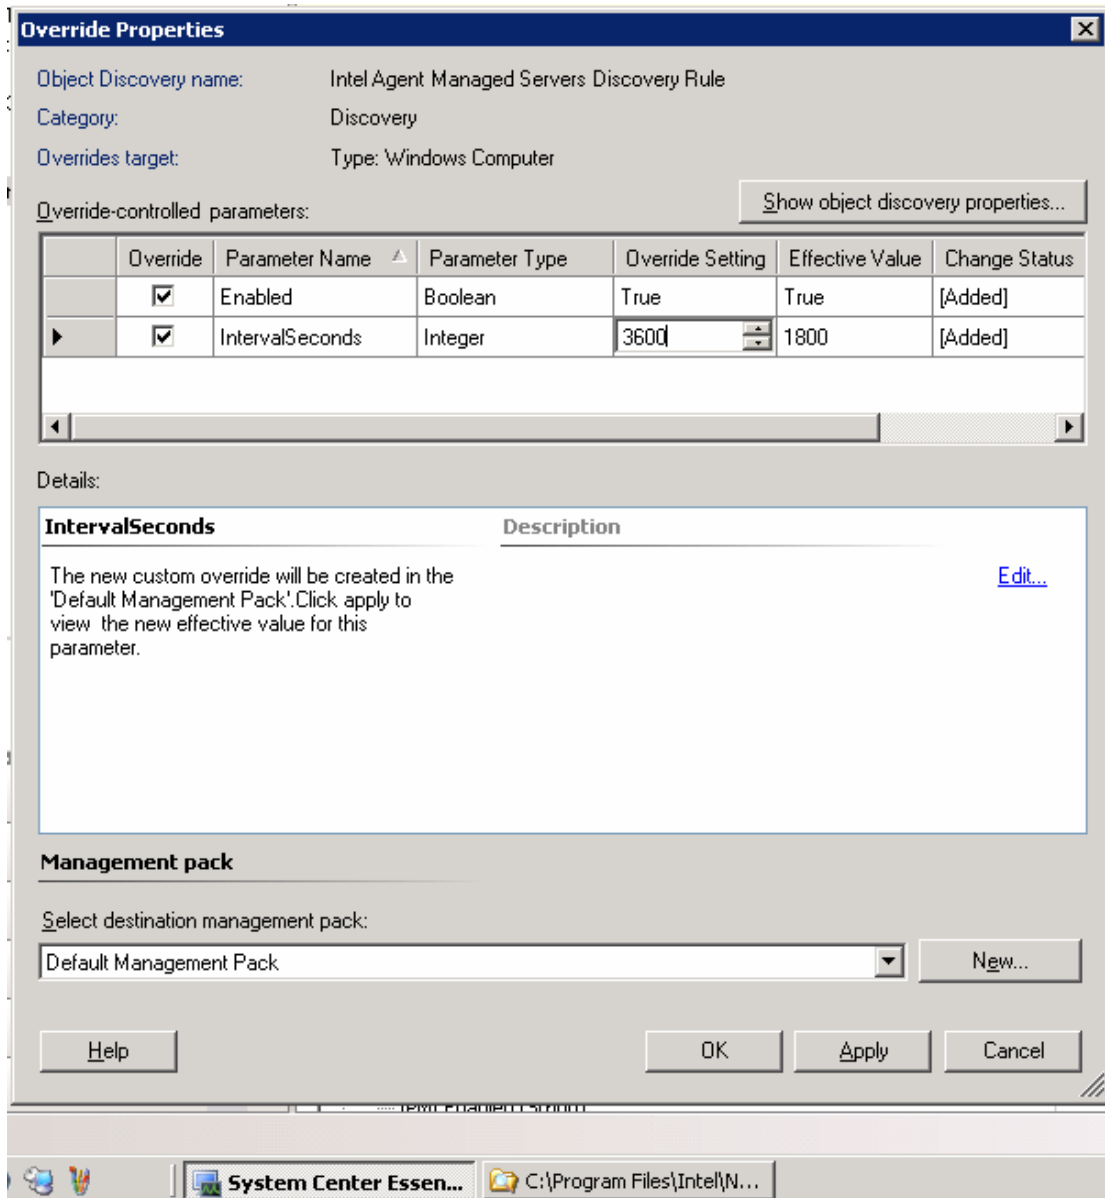 Override Properties
Object Discovery name: Intel Agent Managed Servers Discovery Rule
Category: Discovery
Overrides target: Type: Windows Computer
Show object discovery properties...
Override-controlled parameters:
Override Parameter Name Parameter Type Override Setting Effective Value Change Status
Enabled Boolean True True [Added]
IntervalSeconds Integer 3600 1800 [Added]
Details:
IntervalSeconds Description
The new custom override will be created in the
'Default Management Pack'.Click apply to
view the new effective value for this
parameter.
Edit...
Management pack
Select destination management pack:
Default Management Pack New...
Help OK Apply Cancel
System Center Essen... C:\Program Files\Intel\N...